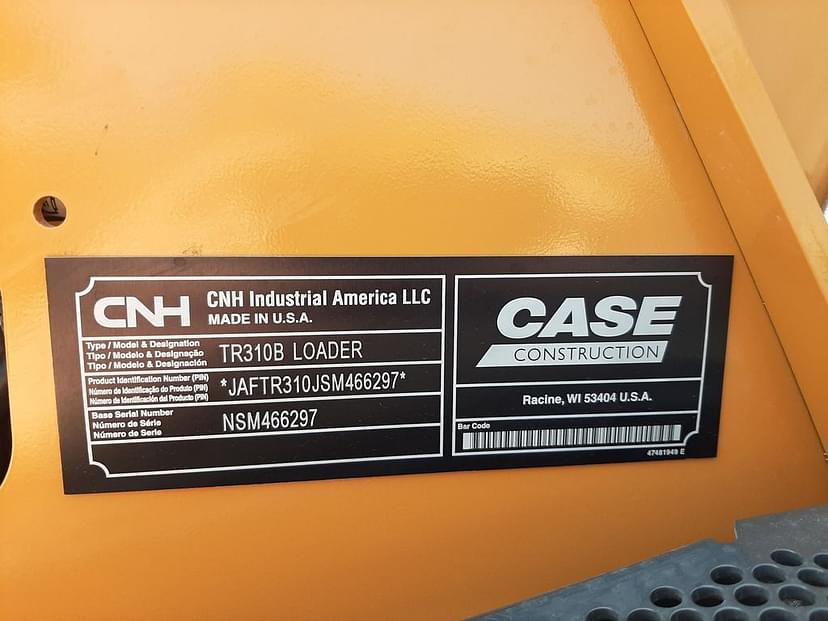 CNH CNH Industrial America LLC
MADE IN U.S.A.
Type / Model & Designation
Tipo / Modelo & Designação
Tipo / Modelo & Designación
TR310B LOADER
Product Identification Number (PIN)
Número de Identificação do Produto (PIN)
Número de Identificación del Producto (PIN)
*JAFTR310JSM466297*
Base Serial Number
Número de Série
Número de Serie
NSM466297
CASE
CONSTRUCTION
Racine, WI 53404 U.S.A.
Bar Code
47481949 E